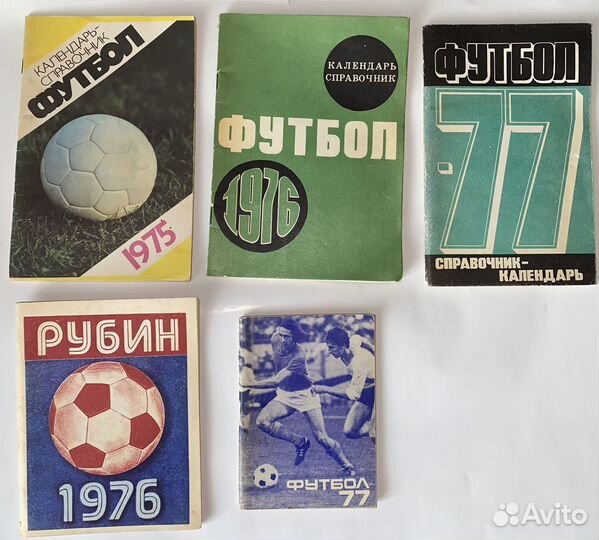 КАЛЕНДАРЬ-
СПРАВОЧНИК
ФУТБОЛ
1975
КАЛЕНДАРЬ
СПРАВОЧНИК
ФУТБОЛ
1976
ФУТБОЛ
-77
СПРАВОЧНИК-
КАЛЕНДАРЬ
РУБИН
1976
ФУТБОЛ
77
Avito